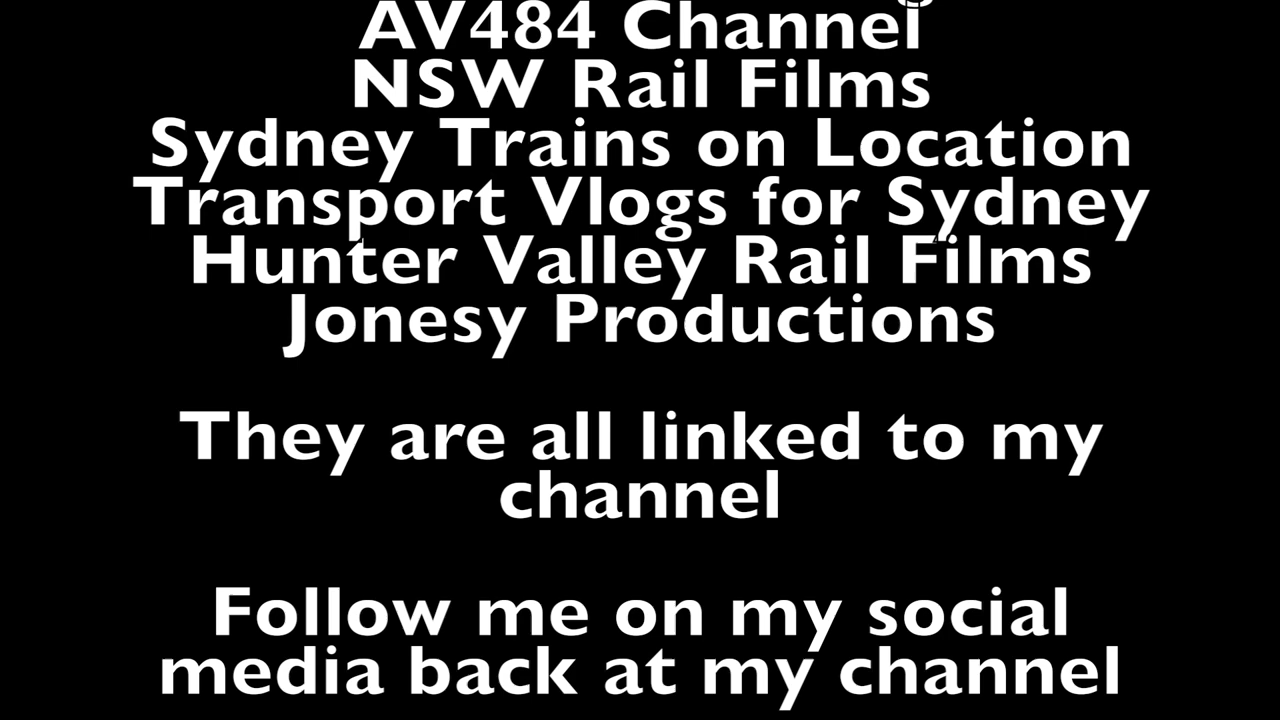 AV484 Channel
NSW Rail Films
Sydney Trains on Location
Transport Vlogs for Sydney
Hunter Valley Rail Films
Jonesy Productions
They are all linked to my
channel
Follow me on my social
media back at my channel